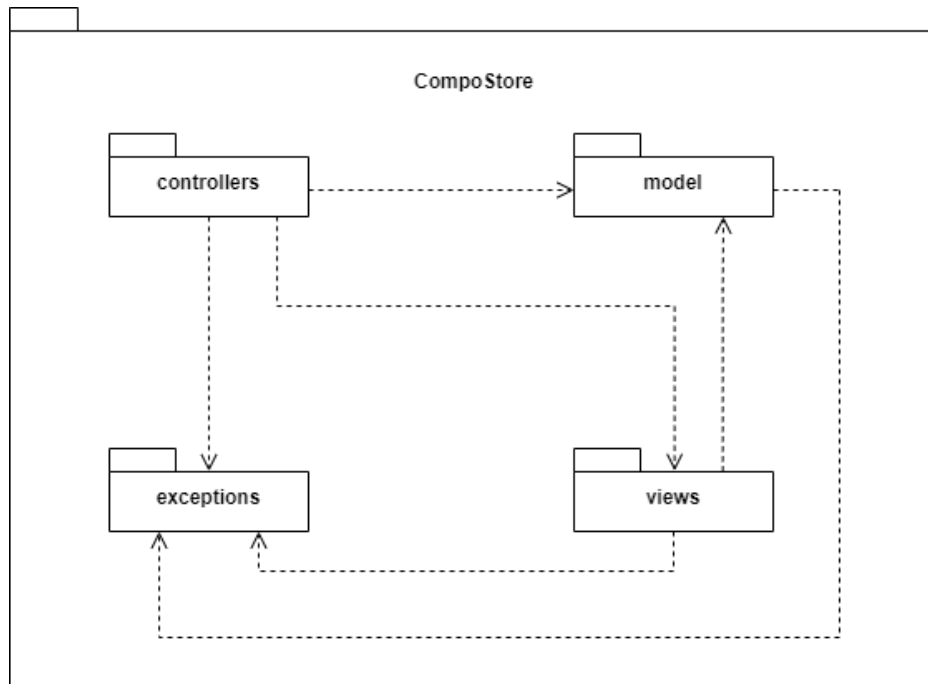 CompoStore
controllers
model
exceptions
views